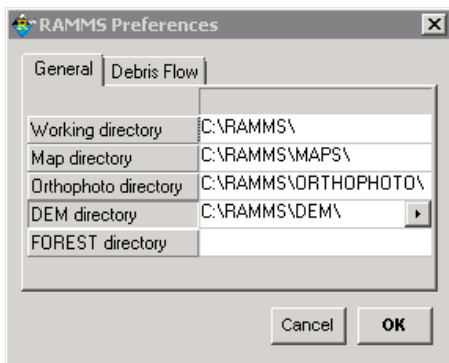 RAMMS Preferences
General Debris Flow
Working directory C:\RAMMS\
Map directory C:\RAMMS\MAPS\
Orthophoto directory C:\RAMMS\ORTHOPHOTO\
DEM directory C:\RAMMS\DEM\
FOREST directory
Cancel OK